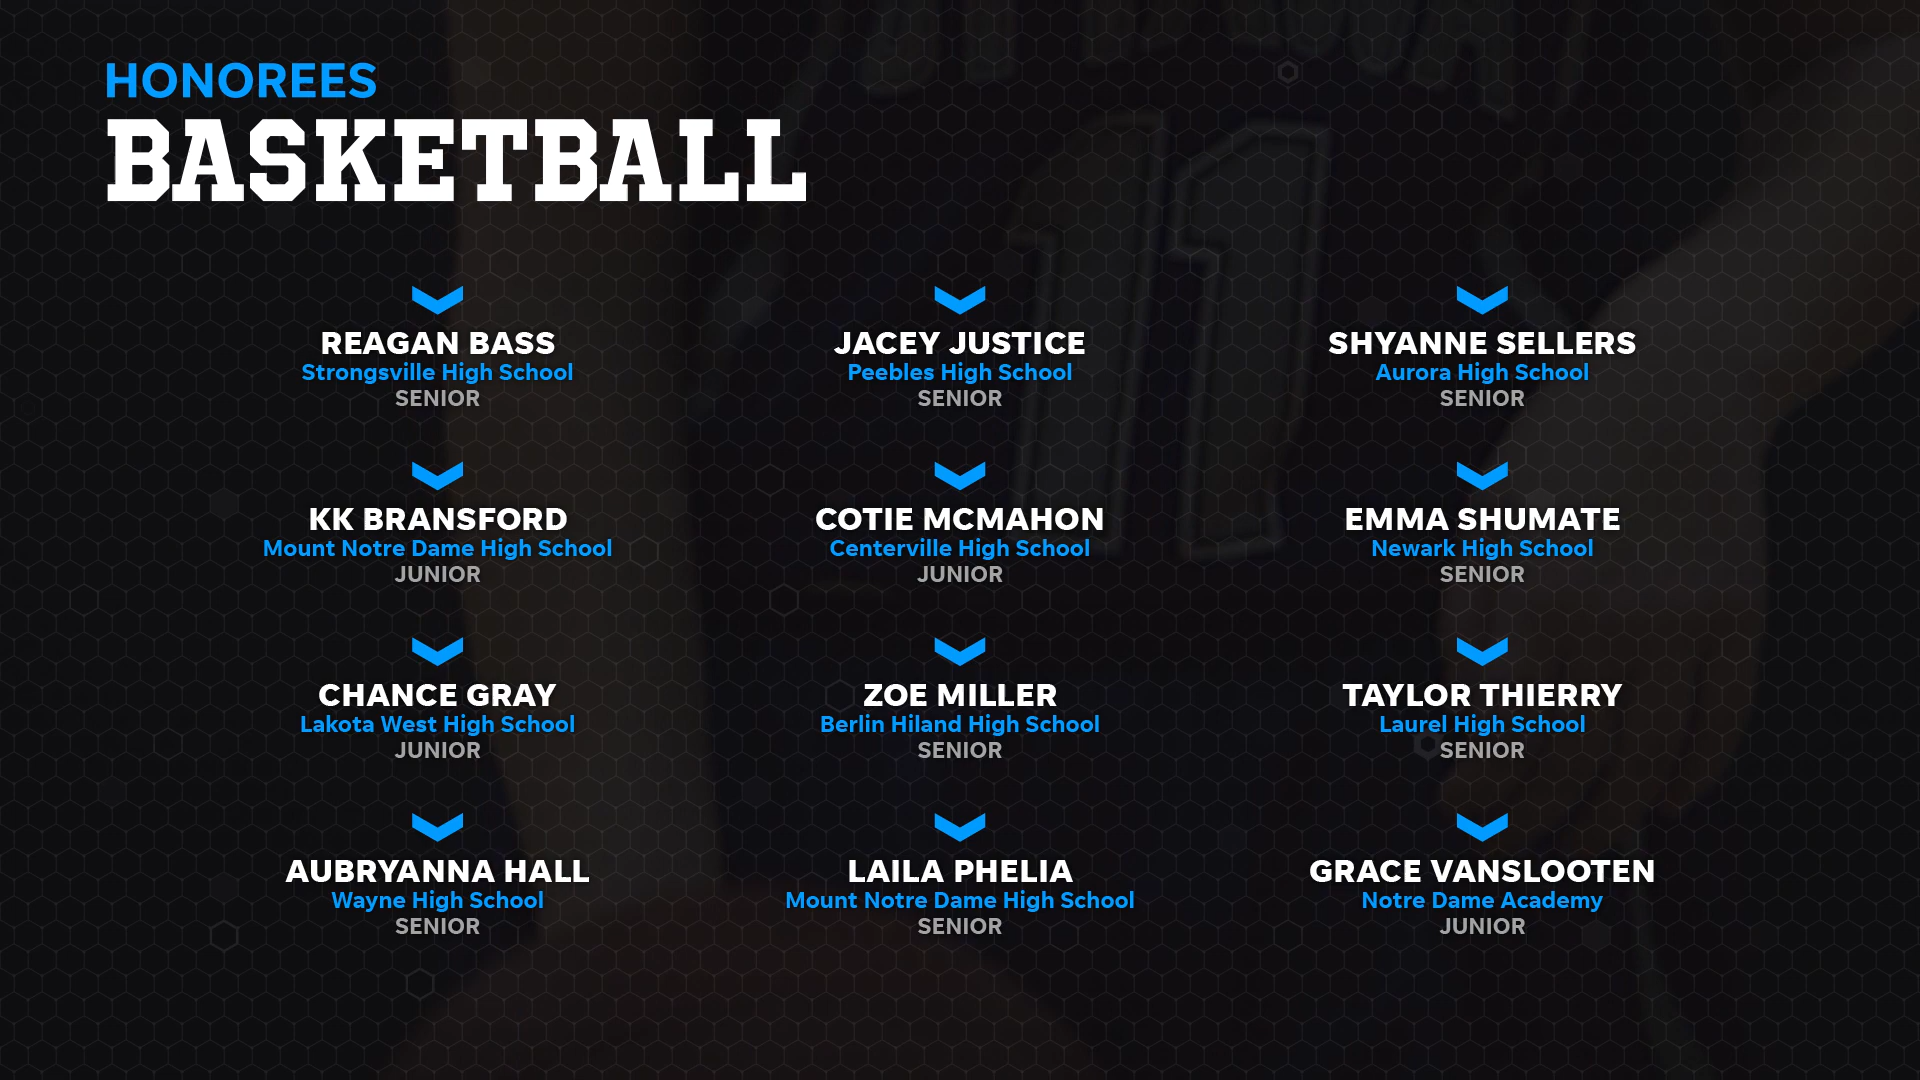 HONOREES
BASKETBALL
REAGAN BASS
Strongsville High School
SENIOR
JACEY JUSTICE
Peebles High School
SENIOR
SHYANNE SELLERS
Aurora High School
SENIOR
KK BRANSFORD
Mount Notre Dame High School
JUNIOR
COTIE MCMAHON
Centerville High School
JUNIOR
EMMA SHUMATE
Newark High School
SENIOR
CHANCE GRAY
Lakota West High School
JUNIOR
ZOE MILLER
Berlin Hiland High School
SENIOR
TAYLOR THIERRY
Laurel High School
SENIOR
AUBRYANNA HALL
Wayne High School
SENIOR
LAILA PHELIA
Mount Notre Dame High School
SENIOR
GRACE VANSLOOTEN
Notre Dame Academy
JUNIOR
11